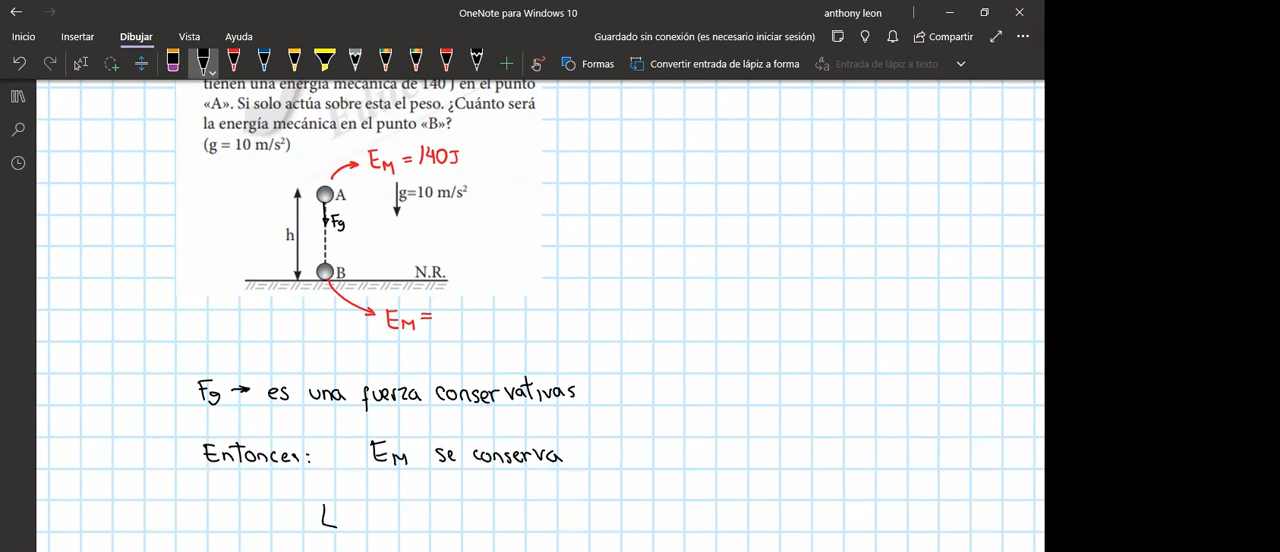 OneNote para Windows 10
anthony leon
Inicio
Insertar
Dibujar
Vista
Ayuda
Guardado sin conexión (es necesario iniciar sesión)
Compartir
Formas
Convertir entrada de lápiz a forma
Entrada de lápiz a texto
tienen una energía mecánica de 140 J en el punto
«A». Si solo actúa sobre esta el peso. ¿Cuánto será
la energía mecánica en el punto «B»?
(g = 10 m/s²)
EM = 140J
A
g=10 m/s²
Fg
h
B
N.R.
EM =
Fg → es una fuerza conservativas
Entonces: EM se conserva
L